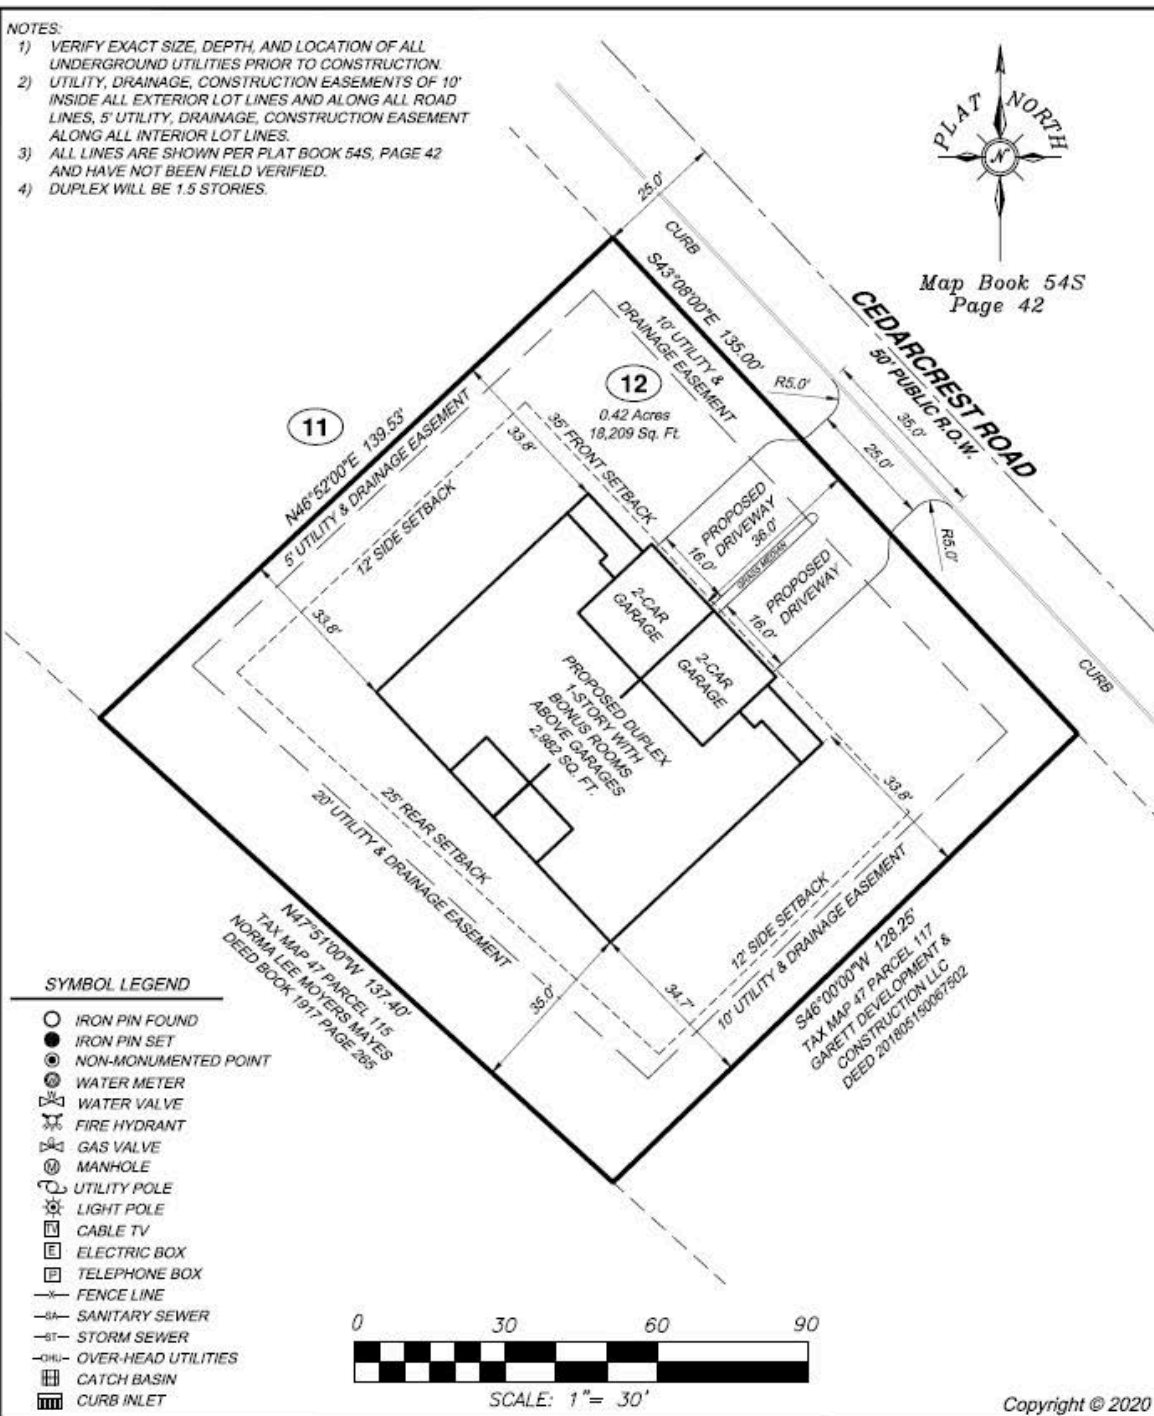 NOTES:
1) VERIFY EXACT SIZE, DEPTH, AND LOCATION OF ALL
UNDERGROUND UTILITIES PRIOR TO CONSTRUCTION.
2) UTILITY, DRAINAGE, CONSTRUCTION EASEMENTS OF 10'
INSIDE ALL EXTERIOR LOT LINES AND ALONG ALL ROAD
LINES, 5' UTILITY, DRAINAGE, CONSTRUCTION EASEMENT
ALONG ALL INTERIOR LOT LINES.
3) ALL LINES ARE SHOWN PER PLAT BOOK 54S, PAGE 42
AND HAVE NOT BEEN FIELD VERIFIED.
4) DUPLEX WILL BE 1.5 STORIES.
PLAT NORTH
N
Map Book 54S
Page 42
25.0'
CURB
S43°08'00"E 135.00'
10' UTILITY &
DRAINAGE EASEMENT
CEDARCREST ROAD
50' PUBLIC R.O.W.
35.0'
25.0'
R5.0'
R5.0'
CURB
11
12
0.42 Acres
18,209 Sq. Ft.
N46°52'00"E 139.53'
5' UTILITY & DRAINAGE EASEMENT
12' SIDE SETBACK
33.8'
35' FRONT SETBACK
33.8'
PROPOSED
DRIVEWAY
36.0'
16.0'
GRASS MEDIAN
PROPOSED
DRIVEWAY
16.0'
2-CAR
GARAGE
2-CAR
GARAGE
PROPOSED DUPLEX
1-STORY WITH
BONUS ROOMS
ABOVE GARAGES
2,982 SQ. FT.
33.8'
25' REAR SETBACK
20' UTILITY & DRAINAGE EASEMENT
12' SIDE SETBACK
10' UTILITY & DRAINAGE EASEMENT
35.0'
34.7'
N47°51'00"W 137.40'
TAX MAP 47 PARCEL 115
NORMA LEE MOYERS MAYES
DEED BOOK 1917 PAGE 265
S46°00'00"W 128.25'
TAX MAP 47 PARCEL 117
GARETT DEVELOPMENT &
CONSTRUCTION LLC
DEED 201805150067502
SYMBOL LEGEND
IRON PIN FOUND
IRON PIN SET
NON-MONUMENTED POINT
WATER METER
W WATER VALVE
FIRE HYDRANT
G GAS VALVE
M MANHOLE
UTILITY POLE
LIGHT POLE
TV CABLE TV
E ELECTRIC BOX
P TELEPHONE BOX
X FENCE LINE
SA SANITARY SEWER
ST STORM SEWER
OHU OVER-HEAD UTILITIES
CATCH BASIN
CURB INLET
0 30 60 90
SCALE: 1"= 30'
Copyright © 2020